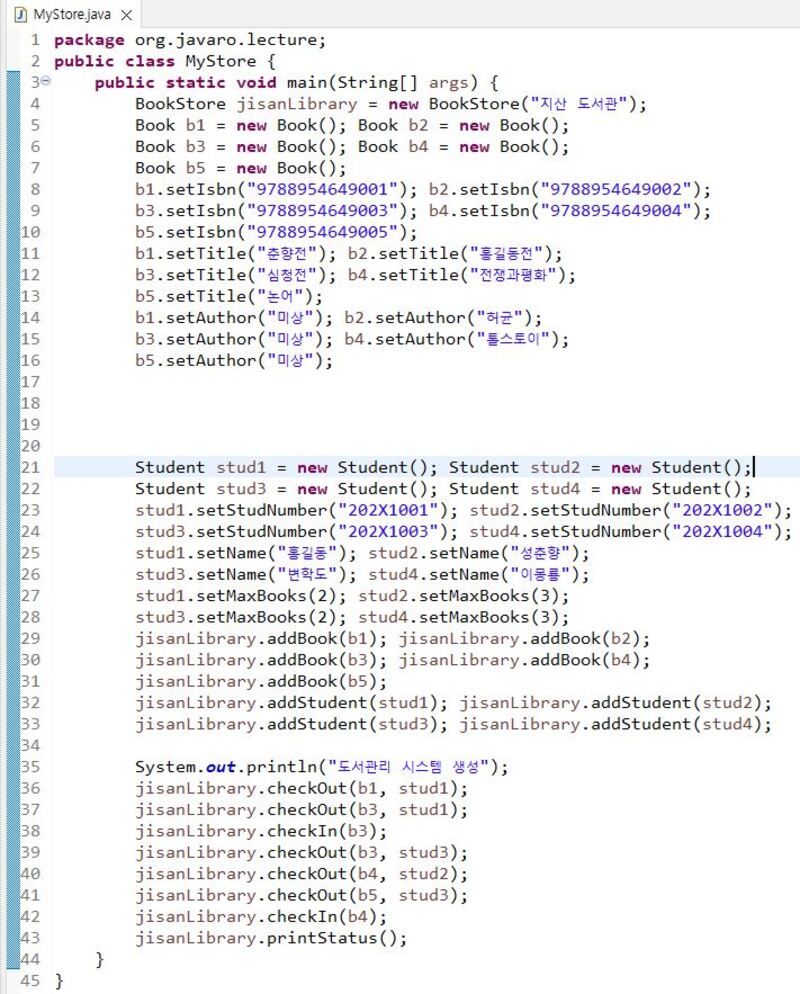 MyStore.java
1 package org.javaro.lecture;
2 public class MyStore {
3 public static void main(String[] args) {
4 BookStore jisanLibrary = new BookStore("지산 도서관");
5 Book b1 = new Book(); Book b2 = new Book();
6 Book b3 = new Book(); Book b4 = new Book();
7 Book b5 = new Book();
8 b1.setIsbn("9788954649001"); b2.setIsbn("9788954649002");
9 b3.setIsbn("9788954649003"); b4.setIsbn("9788954649004");
10 b5.setIsbn("9788954649005");
11 b1.setTitle("춘향전"); b2.setTitle("홍길동전");
12 b3.setTitle("심청전"); b4.setTitle("전쟁과평화");
13 b5.setTitle("논어");
14 b1.setAuthor("미상"); b2.setAuthor("허균");
15 b3.setAuthor("미상"); b4.setAuthor("톨스토이");
16 b5.setAuthor("미상");
17
18
19
20
21 Student stud1 = new Student(); Student stud2 = new Student();
22 Student stud3 = new Student(); Student stud4 = new Student();
23 stud1.setStudNumber("202X1001"); stud2.setStudNumber("202X1002");
24 stud3.setStudNumber("202X1003"); stud4.setStudNumber("202X1004");
25 stud1.setName("홍길동"); stud2.setName("성춘향");
26 stud3.setName("변학도"); stud4.setName("이몽룡");
27 stud1.setMaxBooks(2); stud2.setMaxBooks(3);
28 stud3.setMaxBooks(2); stud4.setMaxBooks(3);
29 jisanLibrary.addBook(b1); jisanLibrary.addBook(b2);
30 jisanLibrary.addBook(b3); jisanLibrary.addBook(b4);
31 jisanLibrary.addBook(b5);
32 jisanLibrary.addStudent(stud1); jisanLibrary.addStudent(stud2);
33 jisanLibrary.addStudent(stud3); jisanLibrary.addStudent(stud4);
34
35 System.out.println("도서관리 시스템 생성");
36 jisanLibrary.checkOut(b1, stud1);
37 jisanLibrary.checkOut(b3, stud1);
38 jisanLibrary.checkIn(b3);
39 jisanLibrary.checkOut(b3, stud3);
40 jisanLibrary.checkOut(b4, stud2);
41 jisanLibrary.checkOut(b5, stud3);
42 jisanLibrary.checkIn(b4);
43 jisanLibrary.printStatus();
44 }
45 }